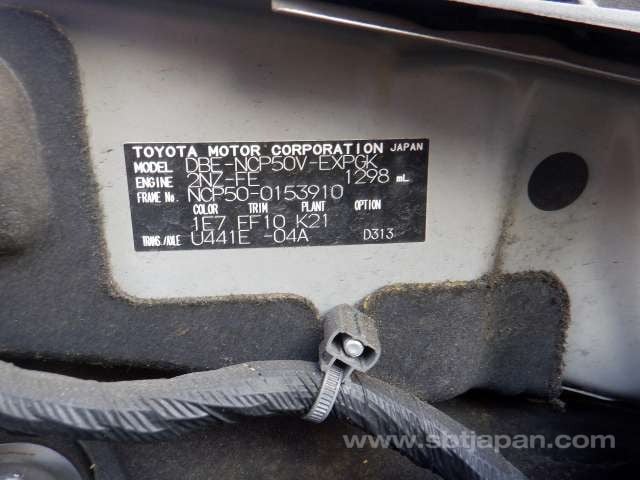 TOYOTA MOTOR CORPORATION JAPAN
MODEL DBE-NCP50V-EXPGK
ENGINE 2NZ-FE 1298 mL
FRAME No. NCP50-0153910
COLOR TRIM PLANT OPTION
1E7 FF10 K21
TRANS./AXLE U441E -04A D313
www.sbtjapan.com